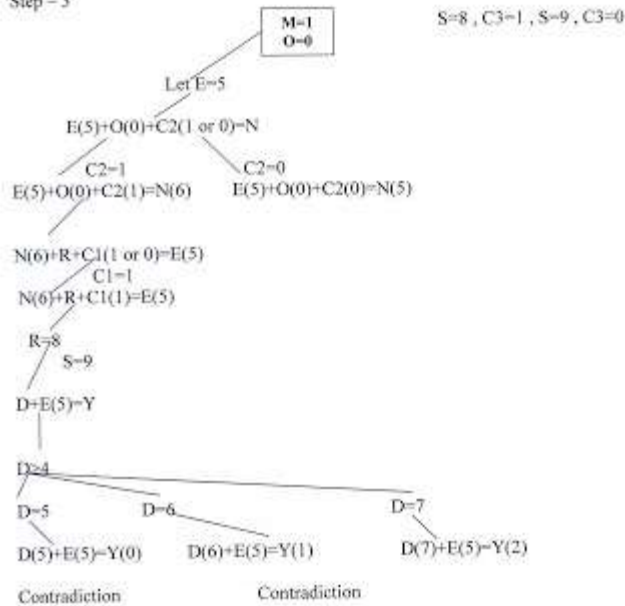 Step – 3
M=1
O=0
S=8 , C3=1 , S=9 , C3=0
Let E=5
E(5)+O(0)+C2(1 or 0)=N
C2=1
C2=0
E(5)+O(0)+C2(1)=N(6)
E(5)+O(0)+C2(0)=N(5)
N(6)+R+C1(1 or 0)=E(5)
C1=1
N(6)+R+C1(1)=E(5)
R=8
S=9
D+E(5)=Y
D>4
D=5
D=6
D=7
D(5)+E(5)=Y(0)
D(6)+E(5)=Y(1)
D(7)+E(5)=Y(2)
Contradiction
Contradiction